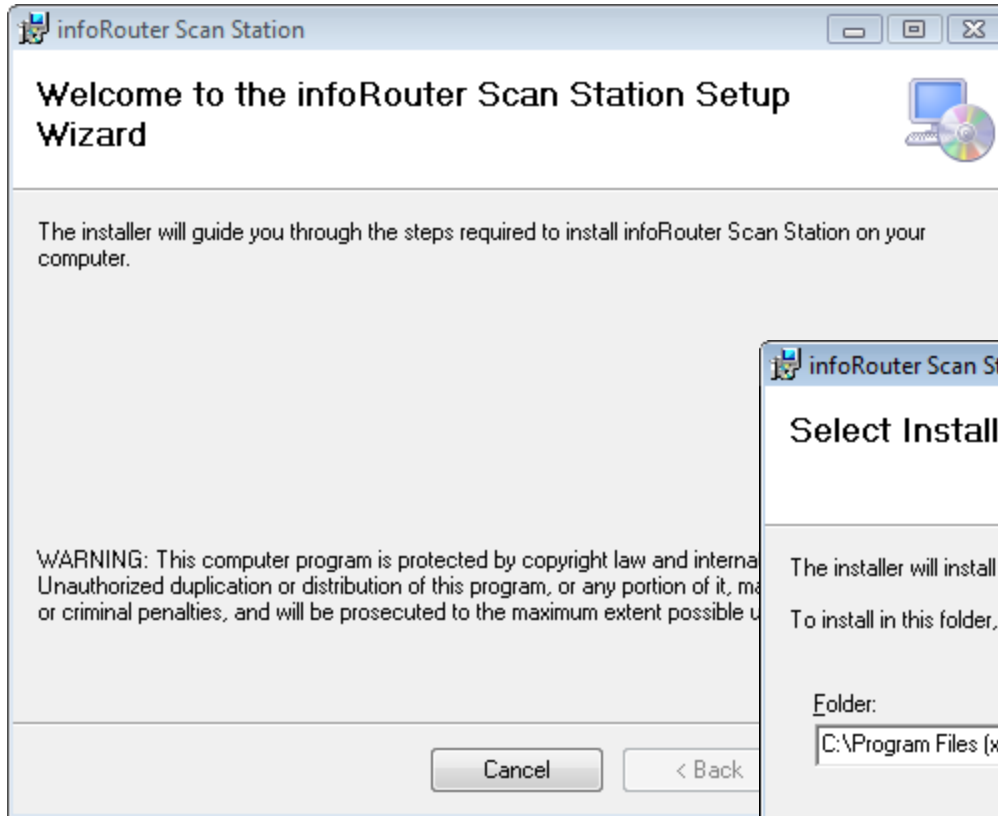 infoRouter Scan Station
Welcome to the infoRouter Scan Station Setup
Wizard
The installer will guide you through the steps required to install infoRouter Scan Station on your
computer.
WARNING: This computer program is protected by copyright law and interna
Unauthorized duplication or distribution of this program, or any portion of it, ma
or criminal penalties, and will be prosecuted to the maximum extent possible u
Cancel
< Back
infoRouter Scan St
Select Install
The installer will install
To install in this folder,
Folder:
C:\Program Files (x